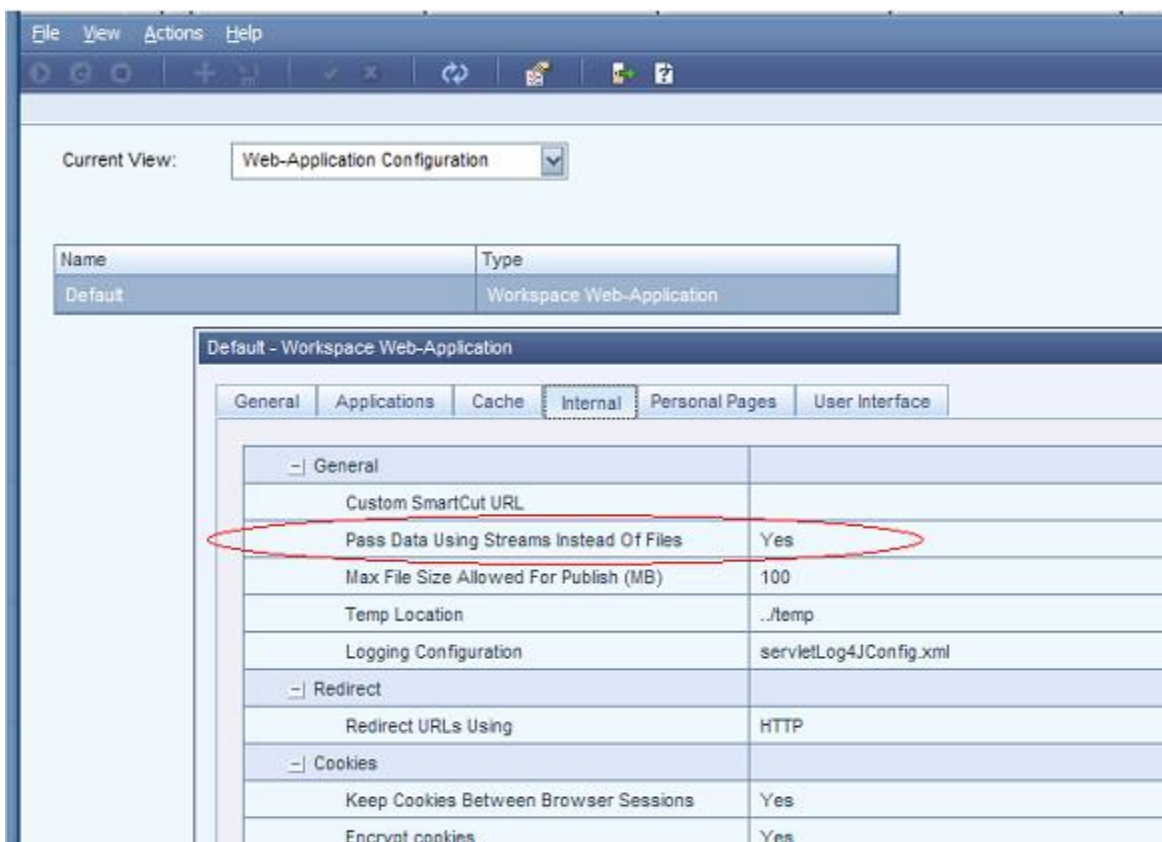 File View Actions Help
Current View: Web-Application Configuration
Name Type
Default Workspace Web-Application
Default - Workspace Web-Application
General Applications Cache Internal Personal Pages User Interface
General
Custom SmartCut URL
Pass Data Using Streams Instead Of Files Yes
Max File Size Allowed For Publish (MB) 100
Temp Location ../temp
Logging Configuration servletLog4JConfig.xml
Redirect
Redirect URLs Using HTTP
Cookies
Keep Cookies Between Browser Sessions Yes
Encrypt cookies Yes